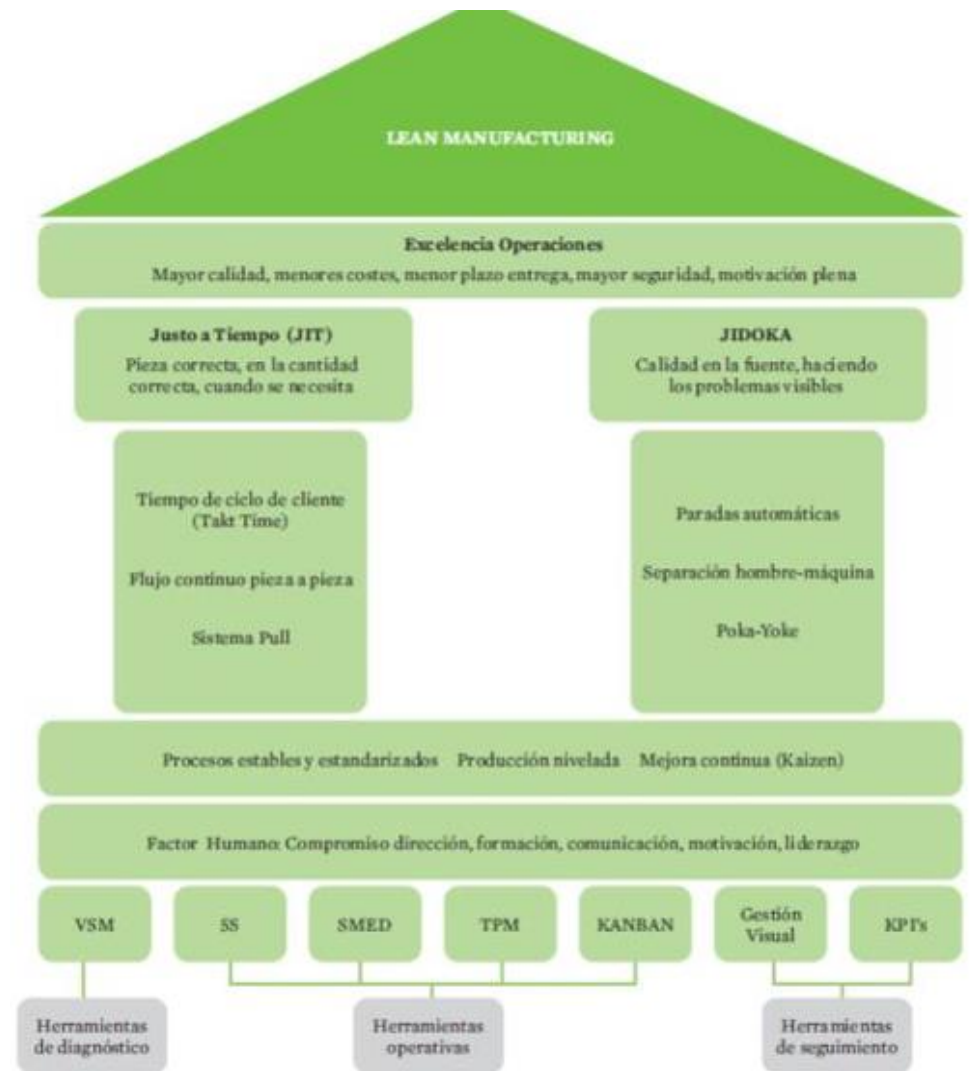 LEAN MANUFACTURING
Excelencia Operaciones
Mayor calidad, menores costes, menor plazo entrega, mayor seguridad, motivación plena
Justo a Tiempo (JIT)
Pieza correcta, en la cantidad
correcta, cuando se necesita
JIDOKA
Calidad en la fuente, haciendo
los problemas visibles
Tiempo de ciclo de cliente
(Takt Time)
Flujo contínuo pieza a pieza
Sistema Pull
Paradas automáticas
Separación hombre-máquina
Poka-Yoke
Procesos estables y estandarizados Producción nivelada Mejora contínua (Kaizen)
Factor Humano: Compromiso dirección, formación, comunicación, motivación, liderazgo
VSM
SS
SMED
TPM
KANBAN
Gestión
Visual
KPI's
Herramientas
de diagnóstico
Herramientas
operativas
Herramientas
de seguimiento